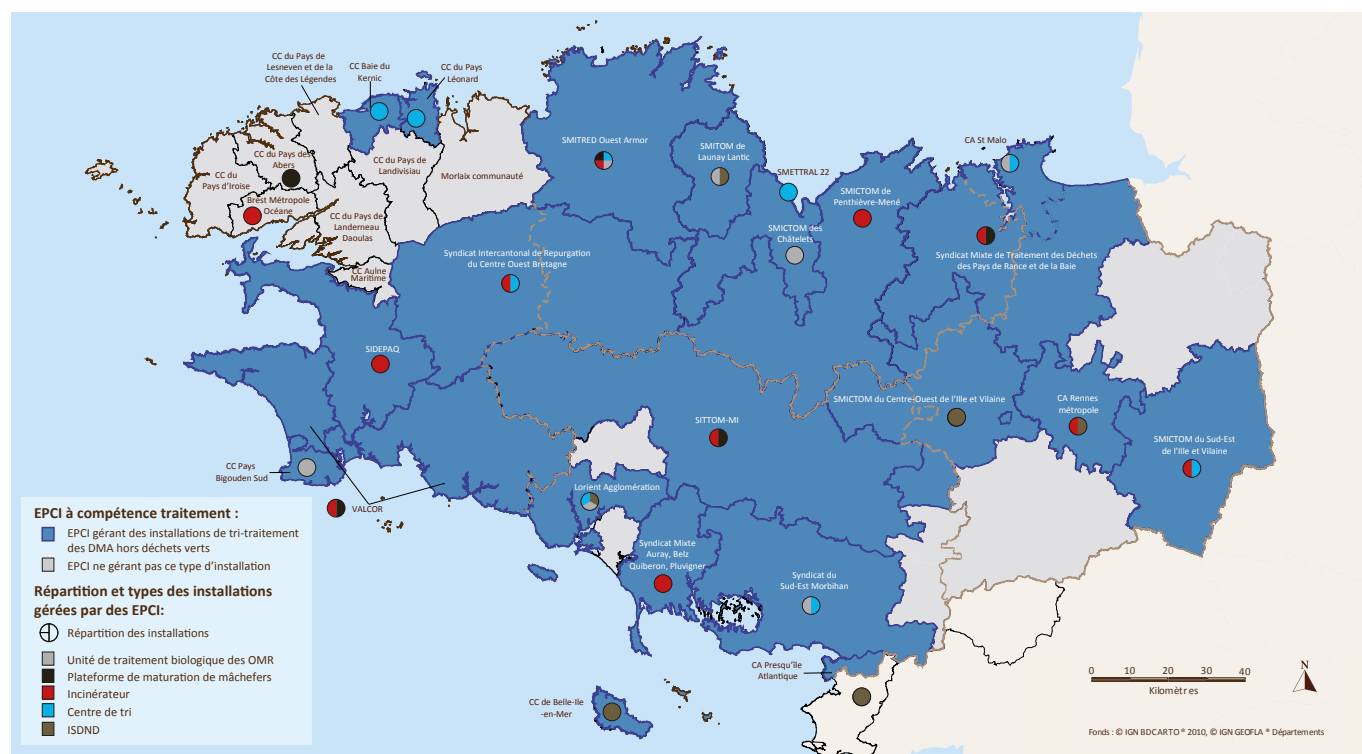 CC du Pays de
Lesneven et de la
Côte des Légendes
CC Baie du
Kernic
CC du Pays
Léonard
CC du Pays des
Abers
CC du
Pays d'Iroise
Brest Métropole
Océane
CC du Pays de
Landivisiau
Morlaix communauté
CC du Pays de
Landerneau
Daoulas
CC Aulne
Maritime
SMITRED Ouest Armor
SMITOM de
Launay Lantic
SMETTRAL 22
SMICTOM de
Penthièvre-Mené
CA St Malo
SMICTOM des
Châtelets
Syndicat Mixte de Traitement des Déchets
des Pays de Rance et de la Baie
Syndicat Intercantonal de Repurgation
du Centre Ouest Bretagne
SIDEPAQ
SITTOM-MI
SMICTOM du Centre-Ouest de l'Ille et Vilaine
CA Rennes
métropole
SMICTOM du Sud-Est
de l'Ille et Vilaine
CC Pays
Bigouden Sud
VALCOR
Lorient Agglomération
Syndicat Mixte
Auray, Belz
Quiberon, Pluvigner
Syndicat du
Sud-Est Morbihan
CA Presqu'île
Atlantique
CC de Belle-Ile
-en-Mer
EPCI à compétence traitement :
EPCI gérant des installations de tri-traitement
des DMA hors déchets verts
EPCI ne gérant pas ce type d'installation
Répartition et types des installations
gérées par des EPCI:
Répartition des installations
Unité de traitement biologique des OMR
Plateforme de maturation de mâchefers
Incinérateur
Centre de tri
ISDND
0 10 20 30 40
Kilomètres
N
Fonds : © IGN BDCARTO ® 2010, © IGN GEOFLA ® Départements